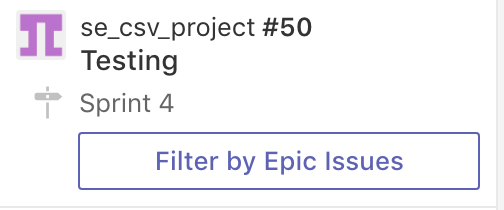 se_csv_project #50
Testing
Sprint 4
Filter by Epic Issues